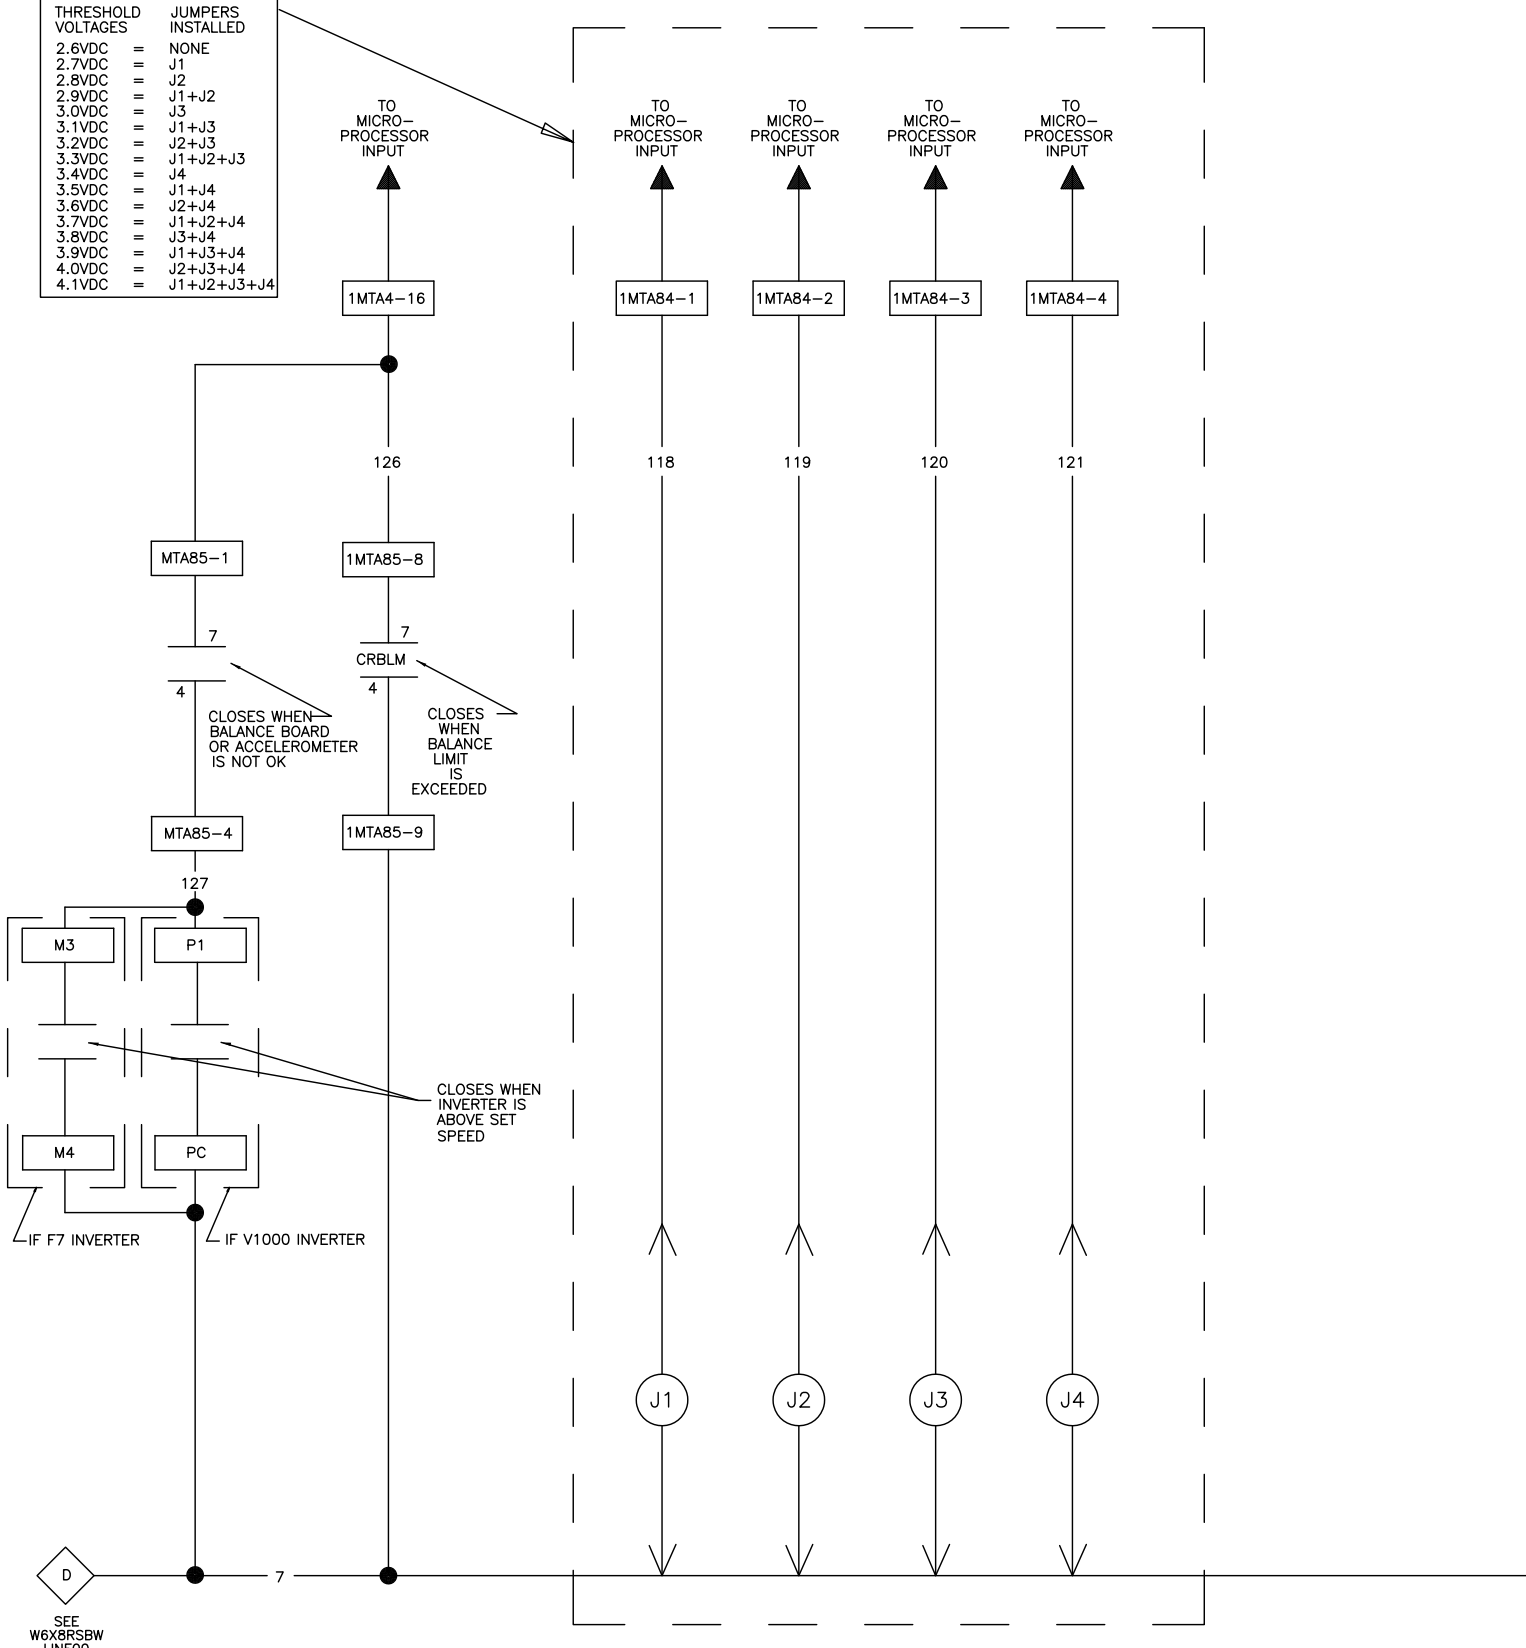 THRESHOLD JUMPERS
VOLTAGES INSTALLED
2.6VDC = NONE
2.7VDC = J1
2.8VDC = J2
2.9VDC = J1+J2
3.0VDC = J3
3.1VDC = J1+J3
3.2VDC = J2+J3
3.3VDC = J1+J2+J3
3.4VDC = J4
3.5VDC = J1+J4
3.6VDC = J2+J4
3.7VDC = J1+J2+J4
3.8VDC = J3+J4
3.9VDC = J1+J3+J4
4.0VDC = J2+J3+J4
4.1VDC = J1+J2+J3+J4
TO
MICRO-
PROCESSOR
INPUT
TO
MICRO-
PROCESSOR
INPUT
TO
MICRO-
PROCESSOR
INPUT
TO
MICRO-
PROCESSOR
INPUT
TO
MICRO-
PROCESSOR
INPUT
1MTA4-16
1MTA84-1
1MTA84-2
1MTA84-3
1MTA84-4
126
118
119
120
121
MTA85-1
1MTA85-8
7
4
7
CRBLM
4
CLOSES WHEN
BALANCE BOARD
OR ACCELEROMETER
IS NOT OK
CLOSES
WHEN
BALANCE
LIMIT
IS
EXCEEDED
MTA85-4
1MTA85-9
127
M3
P1
CLOSES WHEN
INVERTER IS
ABOVE SET
SPEED
M4
PC
IF F7 INVERTER
IF V1000 INVERTER
J1
J2
J3
J4
D
7
SEE
W6X8RSBW